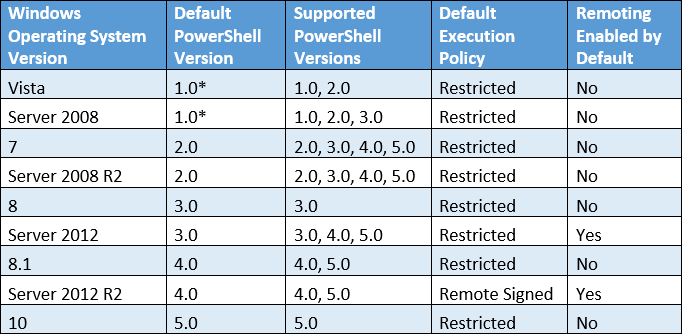 Windows Operating System Version Default PowerShell Version Supported PowerShell Versions Default Execution Policy Remoting Enabled by Default
Vista 1.0* 1.0, 2.0 Restricted No
Server 2008 1.0* 1.0, 2.0, 3.0 Restricted No
7 2.0 2.0, 3.0, 4.0, 5.0 Restricted No
Server 2008 R2 2.0 2.0, 3.0, 4.0, 5.0 Restricted No
8 3.0 3.0 Restricted No
Server 2012 3.0 3.0, 4.0, 5.0 Restricted Yes
8.1 4.0 4.0, 5.0 Restricted No
Server 2012 R2 4.0 4.0, 5.0 Remote Signed Yes
10 5.0 5.0 Restricted No